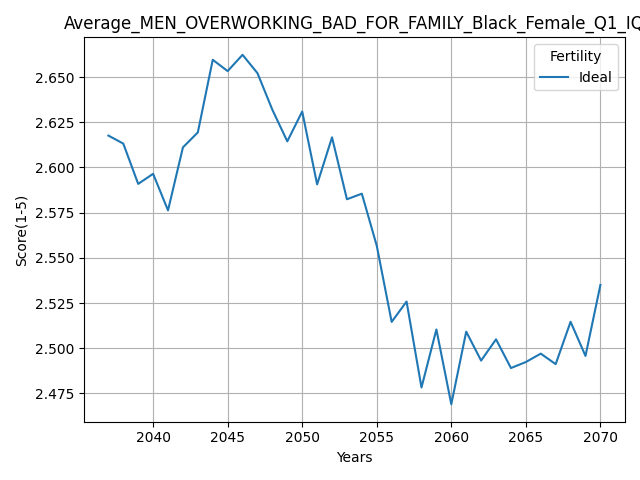 Average_MEN_OVERWORKING_BAD_FOR_FAMILY_Black_Female_Q1_IQ
Fertility
Ideal
Score(1-5)
2.650
2.625
2.600
2.575
2.550
2.525
2.500
2.475
2040 2045 2050 2055 2060 2065 2070
Years